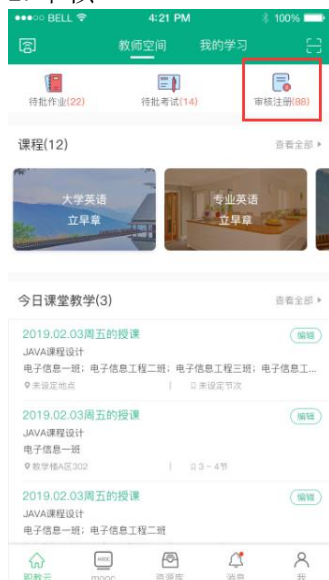 BELL 4:21 PM 100%
教师空间 我的学习
待批作业(22) 待批考试(14) 审核注册(88)
课程(12) 查看全部
大学英语 专业英语
立早章 立早章
今日课堂教学(3) 查看全部
2019.02.03周五的授课 编辑
JAVA课程设计
电子信息一班；电子信息工程二班；电子信息工程三班；电子信息工...
未设定地点 | 未设定节次
2019.02.03周五的授课 编辑
JAVA课程设计
电子信息一班
教学楼A区302 | 3~4节
2019.02.03周五的授课 编辑
JAVA课程设计
电子信息一班；电子信息工程二班
职教云 mooc 资源库 消息 我